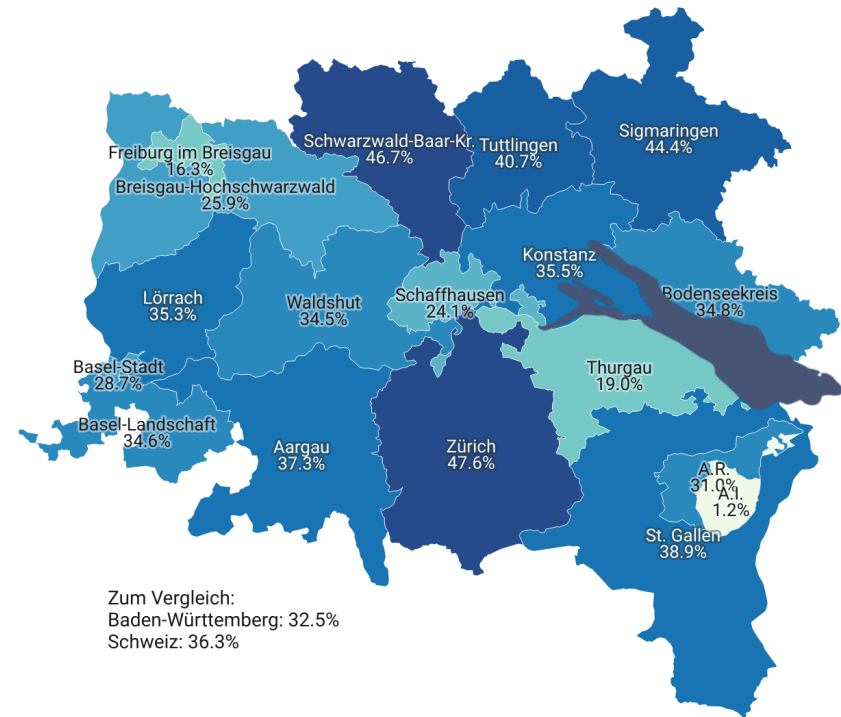 Schwarzwald-Baar-Kr.
46.7%
Tuttlingen
40.7%
Sigmaringen
44.4%
Freiburg im Breisgau
16.3%
Breisgau-Hochschwarzwald
25.9%
Konstanz
35.5%
Lörrach
35.3%
Waldshut
34.5%
Schaffhausen
24.1%
Bodenseekreis
34.8%
Basel-Stadt
28.7%
Thurgau
19.0%
Basel-Landschaft
34.6%
Aargau
37.3%
Zürich
47.6%
A.R.
31.0%
A.I.
1.2%
St. Gallen
38.9%
Zum Vergleich:
Baden-Württemberg: 32.5%
Schweiz: 36.3%